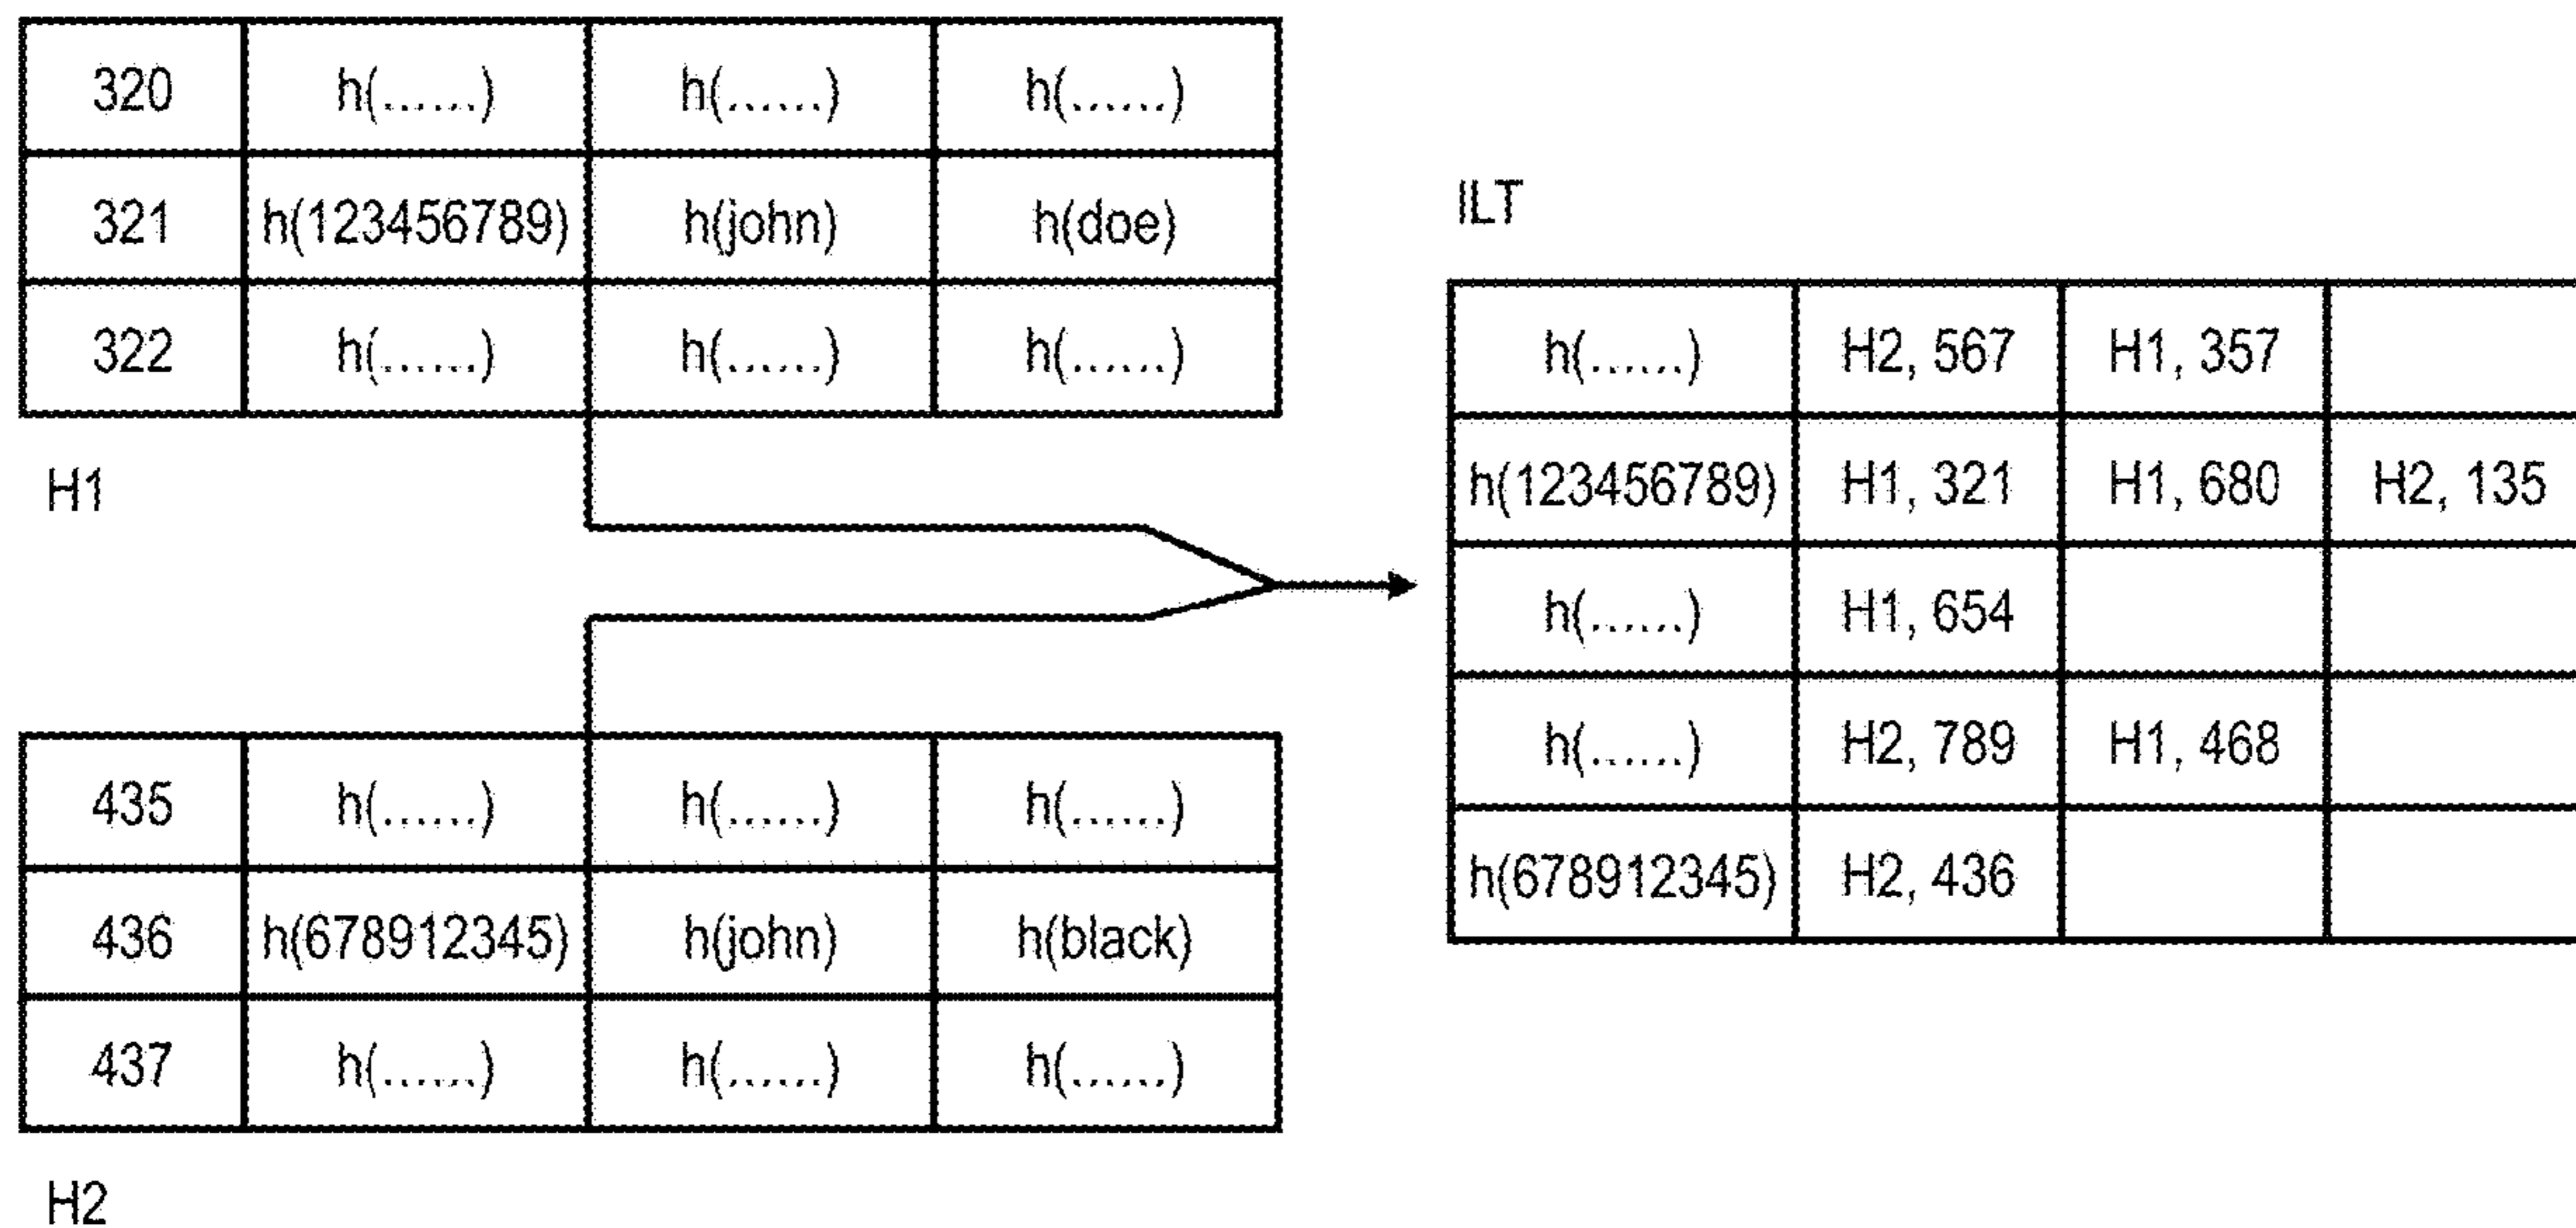 320 h(......) h(......) h(......)
321 h(123456789) h(john) h(doe)
322 h(......) h(......) h(......)
H1
435 h(......) h(......) h(......)
436 h(678912345) h(john) h(black)
437 h(......) h(......) h(......)
H2
ILT
h(......) H2, 567 H1, 357
h(123456789) H1, 321 H1, 680 H2, 135
h(......) H1, 654
h(......) H2, 789 H1, 468
h(678912345) H2, 436